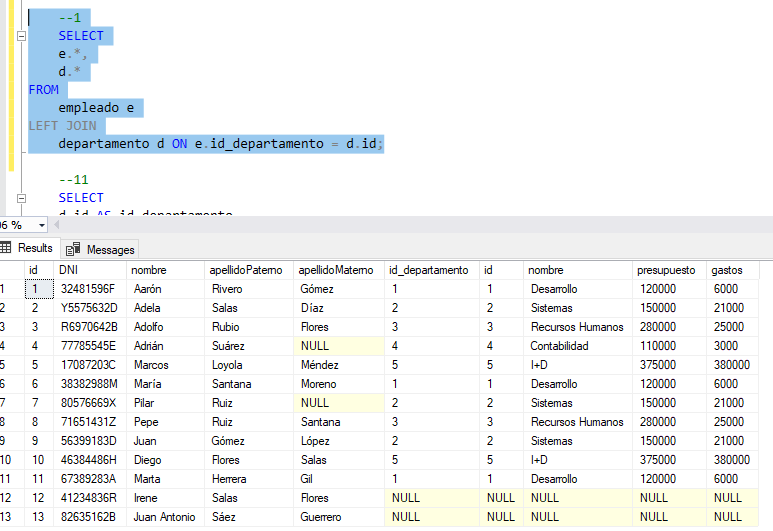 --1
SELECT
e.*,
d.*
FROM
empleado e
LEFT JOIN
departamento d ON e.id_departamento = d.id;
--11
SELECT
d.id AS id_departamento
%
Results Messages
id DNI nombre apellidoPaterno apellidoMaterno id_departamento id nombre presupuesto gastos
1 1 32481596F Aarón Rivero Gómez 1 1 Desarrollo 120000 6000
2 2 Y5575632D Adela Salas Díaz 2 2 Sistemas 150000 21000
3 3 R6970642B Adolfo Rubio Flores 3 3 Recursos Humanos 280000 25000
4 4 77785545E Adrián Suárez NULL 4 4 Contabilidad 110000 3000
5 5 17087203C Marcos Loyola Méndez 5 5 I+D 375000 380000
6 6 38382988M María Santana Moreno 1 1 Desarrollo 120000 6000
7 7 80576669X Pilar Ruiz NULL 2 2 Sistemas 150000 21000
8 8 71651431Z Pepe Ruiz Santana 3 3 Recursos Humanos 280000 25000
9 9 56399183D Juan Gómez López 2 2 Sistemas 150000 21000
10 10 46384486H Diego Flores Salas 5 5 I+D 375000 380000
11 11 67389283A Marta Herrera Gil 1 1 Desarrollo 120000 6000
12 12 41234836R Irene Salas Flores NULL NULL NULL NULL NULL
13 13 82635162B Juan Antonio Sáez Guerrero NULL NULL NULL NULL NULL